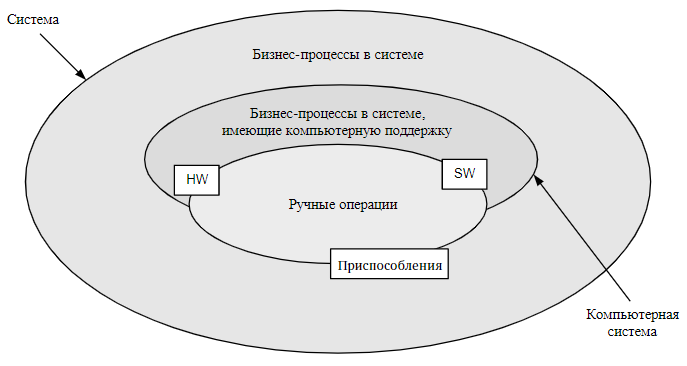 Система
Бизнес-процессы в системе
Бизнес-процессы в системе,
имеющие компьютерную поддержку
HW
SW
Ручные операции
Приспособления
Компьютерная
система